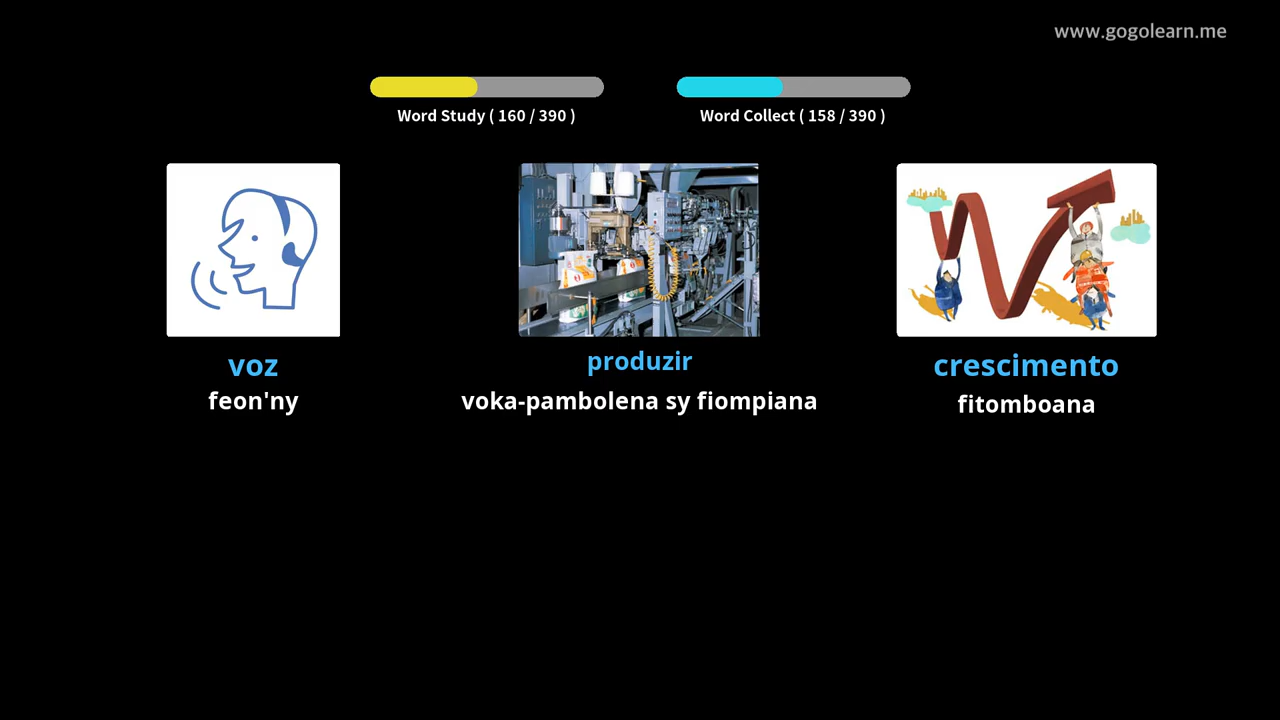 www.gogolearn.me
Word Study ( 160 / 390 )
Word Collect ( 158 / 390 )
voz
feon'ny
produzir
voka-pambolena sy fiompiana
crescimento
fitomboana